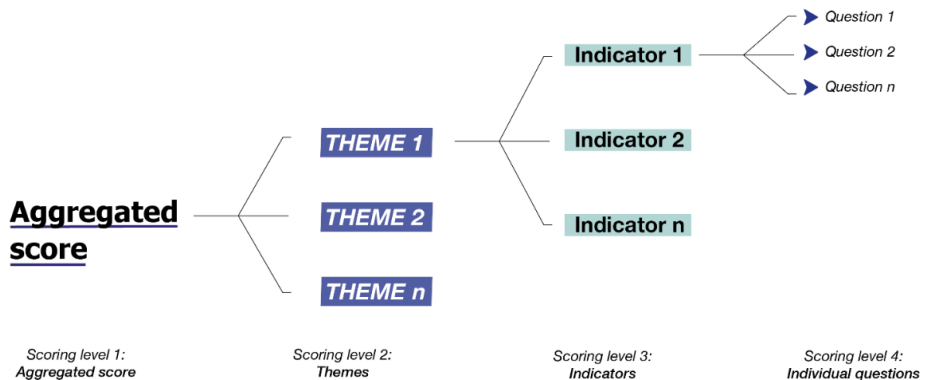 Aggregated
score
THEME 1
THEME 2
THEME n
Indicator 1
Indicator 2
Indicator n
Question 1
Question 2
Question n
Scoring level 1:
Aggregated score
Scoring level 2:
Themes
Scoring level 3:
Indicators
Scoring level 4:
Individual questions